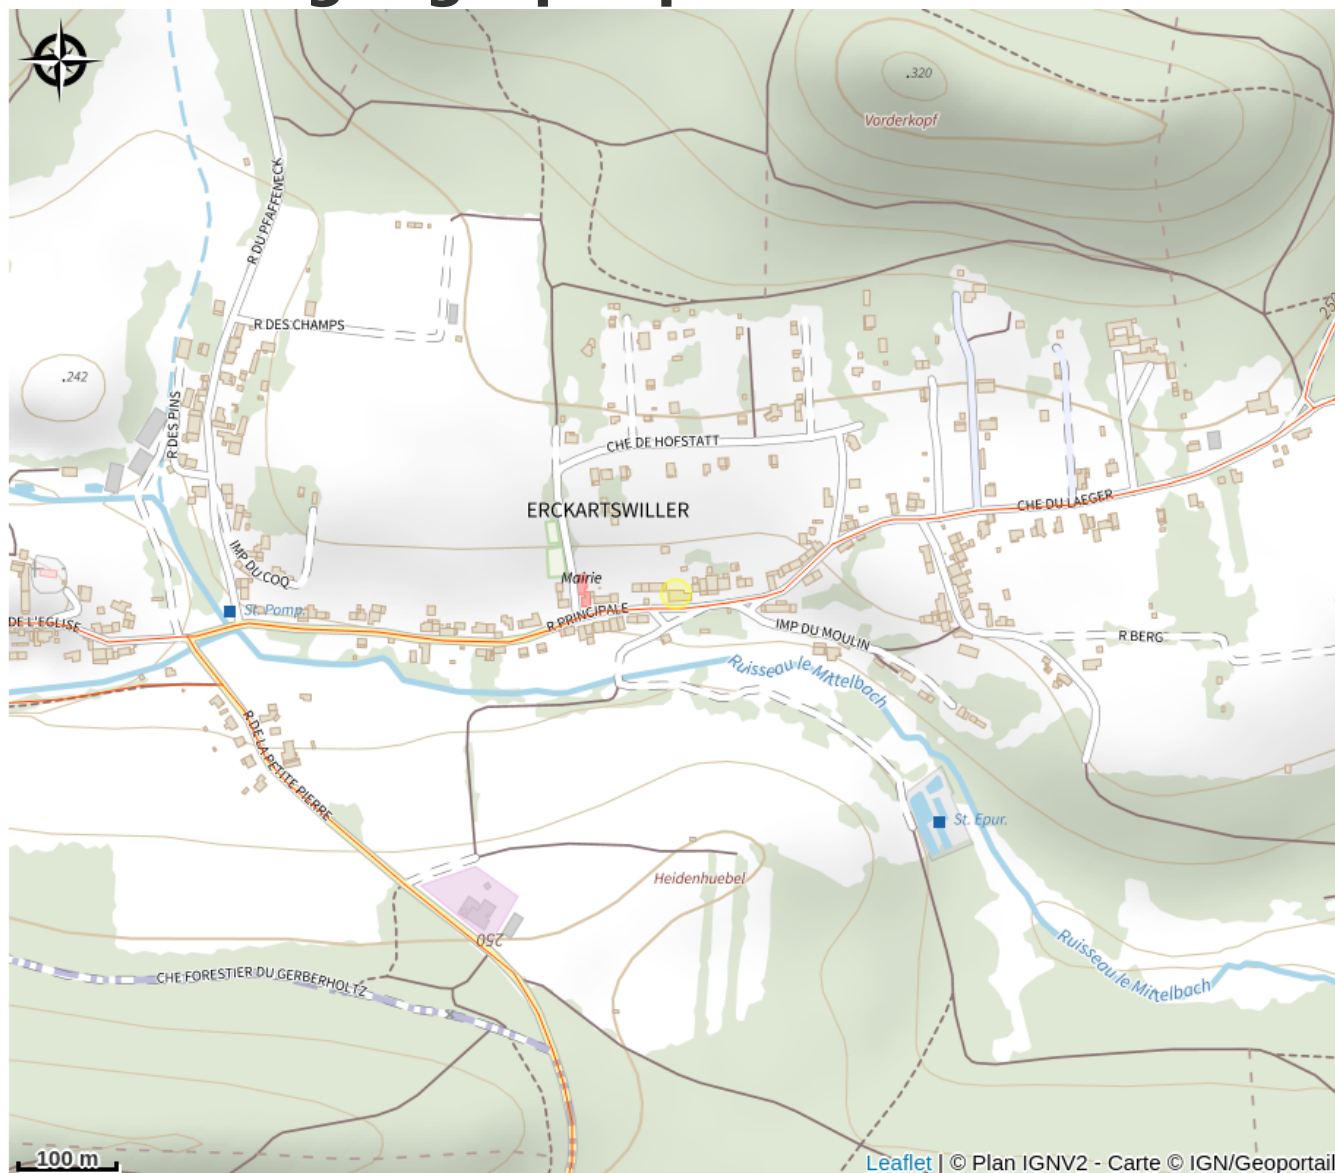 .320
Vorderkopf
R DU PFAFFENECK
R DES CHAMPS
.242
R DES PINS
CHE DE HOFSTATT
ERCKARTSWILLER
CHE DU LAEGER
IMP DU COQ
Mairie
St. Pomp.
DE L'EGLISE
R PRINCIPALE
IMP DU MOULIN
R BERG
Ruisseau le Mittelbach
R DE LA PETITE PIERRE
St. Epur.
Heidenhuebel
250
CHE FORESTIER DU GERBERHOLTZ
Ruisseau le Mittelbach
100 m
Leaflet | © Plan IGNV2 - Carte © IGN/Geoportail